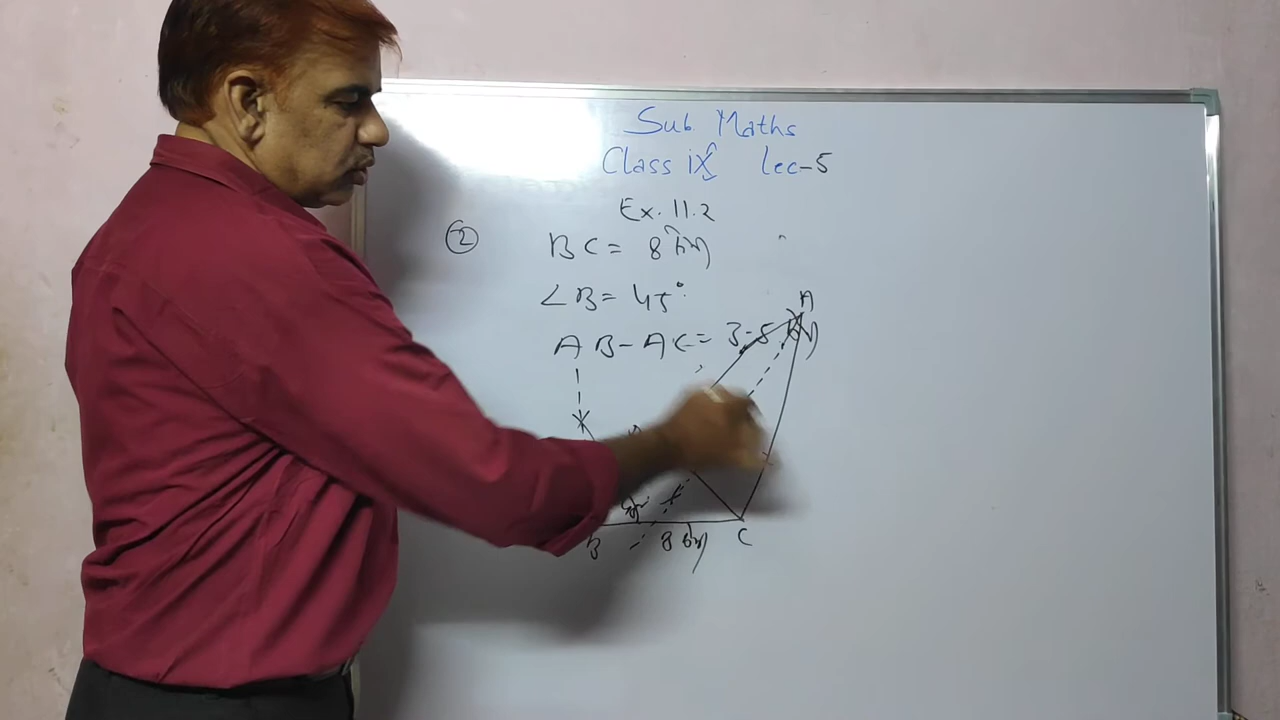 Sub Maths
Class iX Lec-5
Ex. 11.2
② BC = 8 cm
∠B = 45°
AB - AC = 3.5 cm
A
B 8 cm C